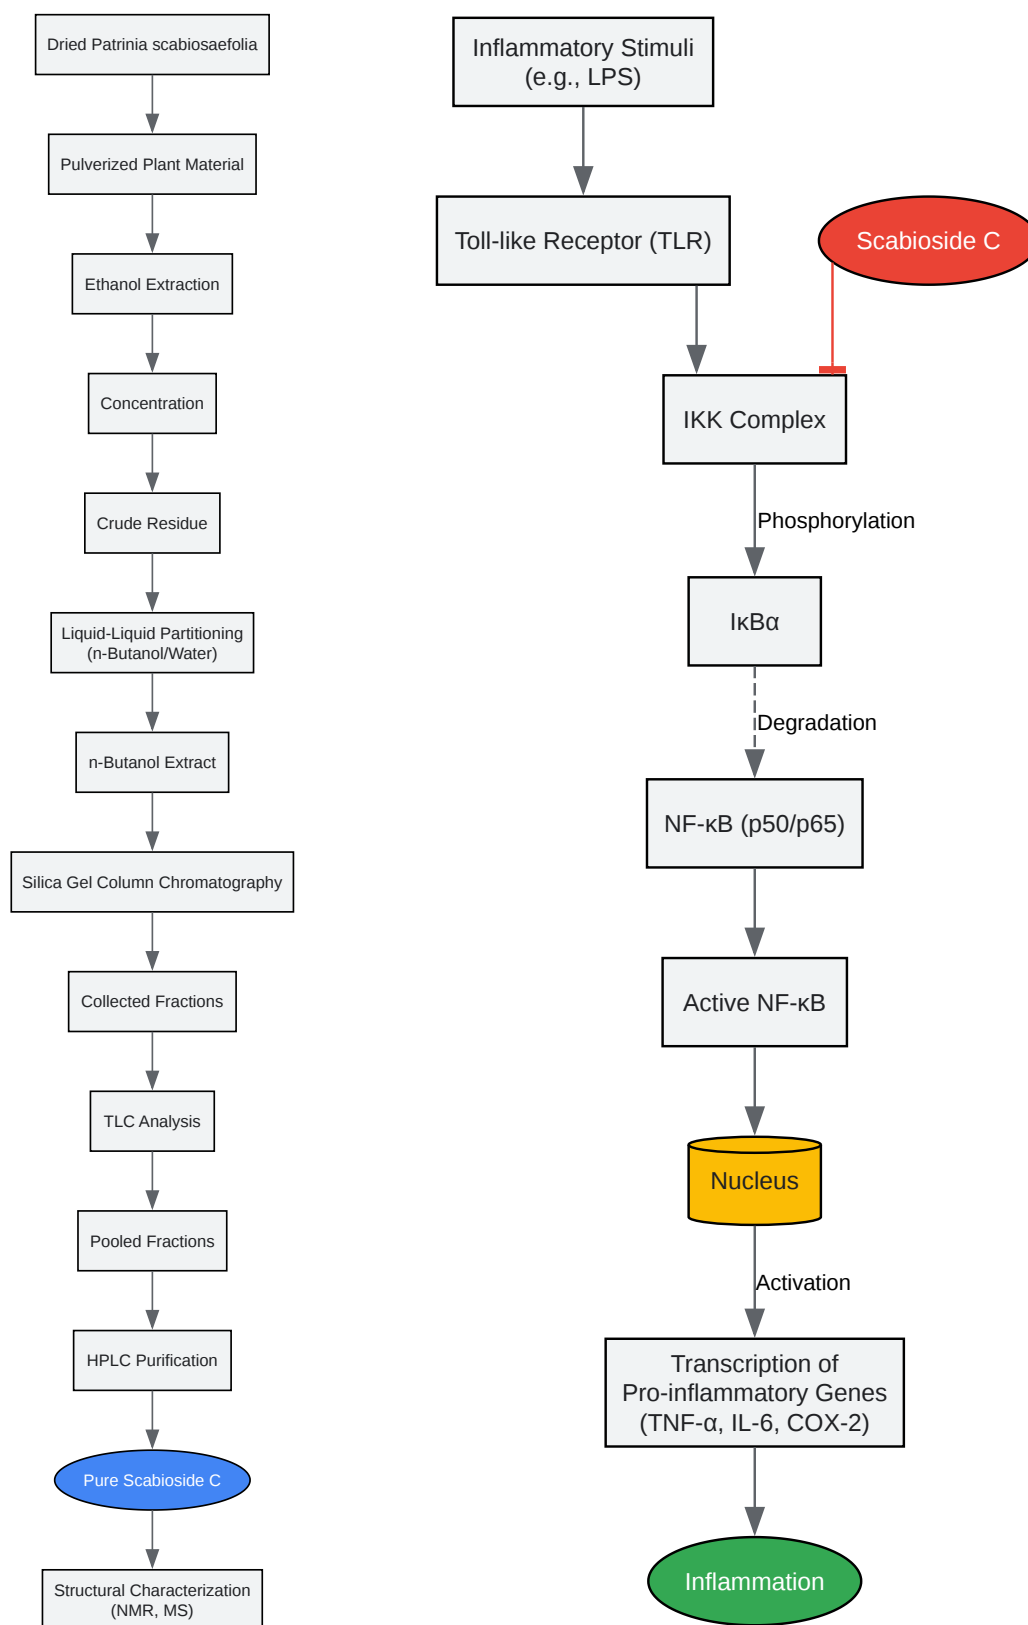 Dried Patrinia scabiosaefolia
Pulverized Plant Material
Ethanol Extraction
Concentration
Crude Residue
Liquid-Liquid Partitioning
(n-Butanol/Water)
n-Butanol Extract
Silica Gel Column Chromatography
Collected Fractions
TLC Analysis
Pooled Fractions
HPLC Purification
Pure Scabioside C
Structural Characterization
(NMR, MS)
Inflammatory Stimuli
(e.g., LPS)
Toll-like Receptor (TLR)
Scabioside C
IKK Complex
Phosphorylation
IκBα
Degradation
NF-κB (p50/p65)
Active NF-κB
Nucleus
Activation
Transcription of
Pro-inflammatory Genes
(TNF-α, IL-6, COX-2)
Inflammation